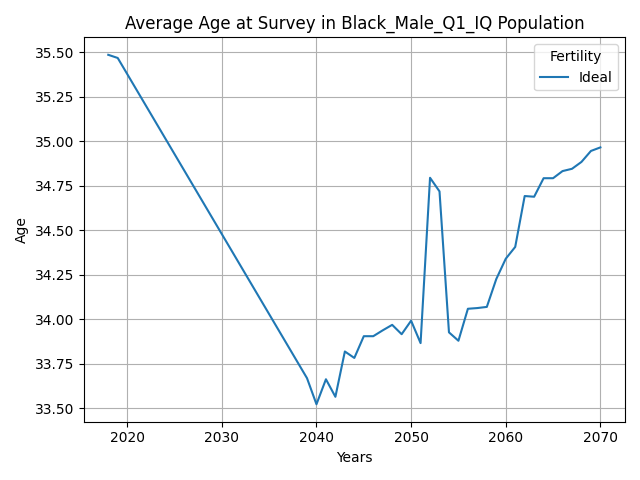 Average Age at Survey in Black_Male_Q1_IQ Population
Fertility
Ideal
35.50
35.25
35.00
34.75
34.50
34.25
34.00
33.75
33.50
Age
2020 2030 2040 2050 2060 2070
Years